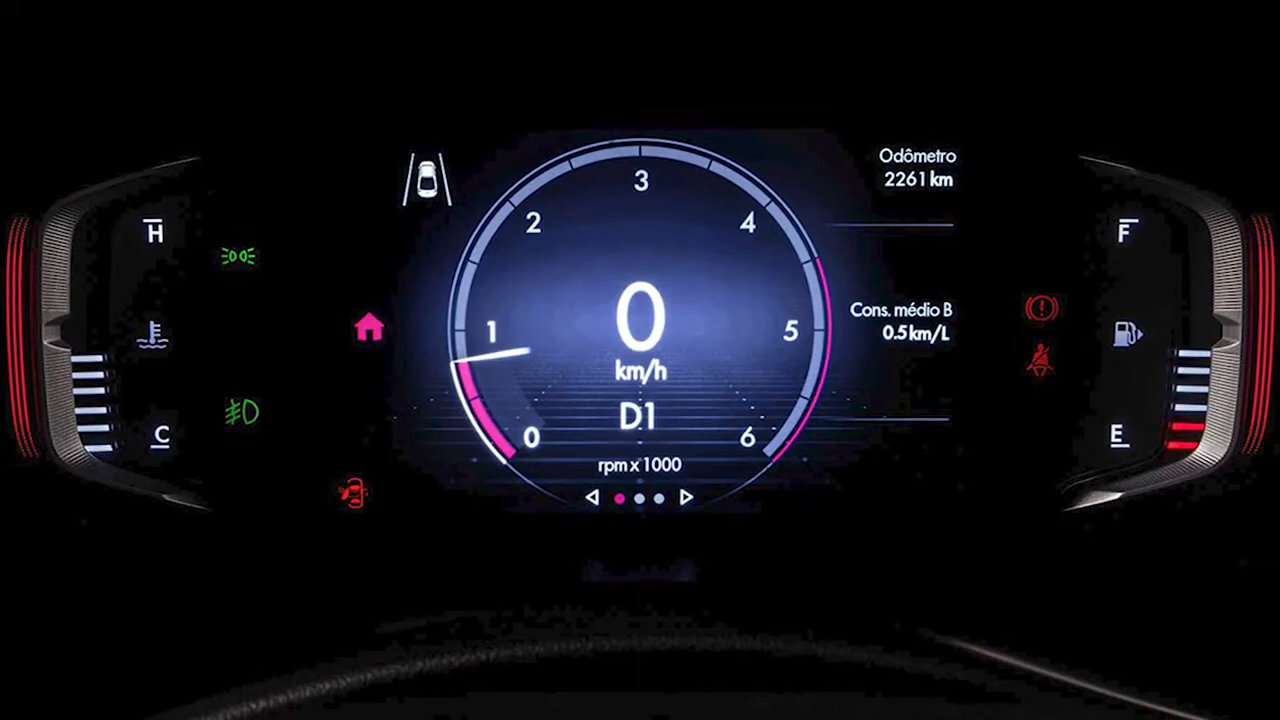 H
C
3
2
4
1
5
0
6
0
km/h
D1
rpm x 1000
Odômetro
2261 km
Cons. médio B
0.5 km/L
F
E